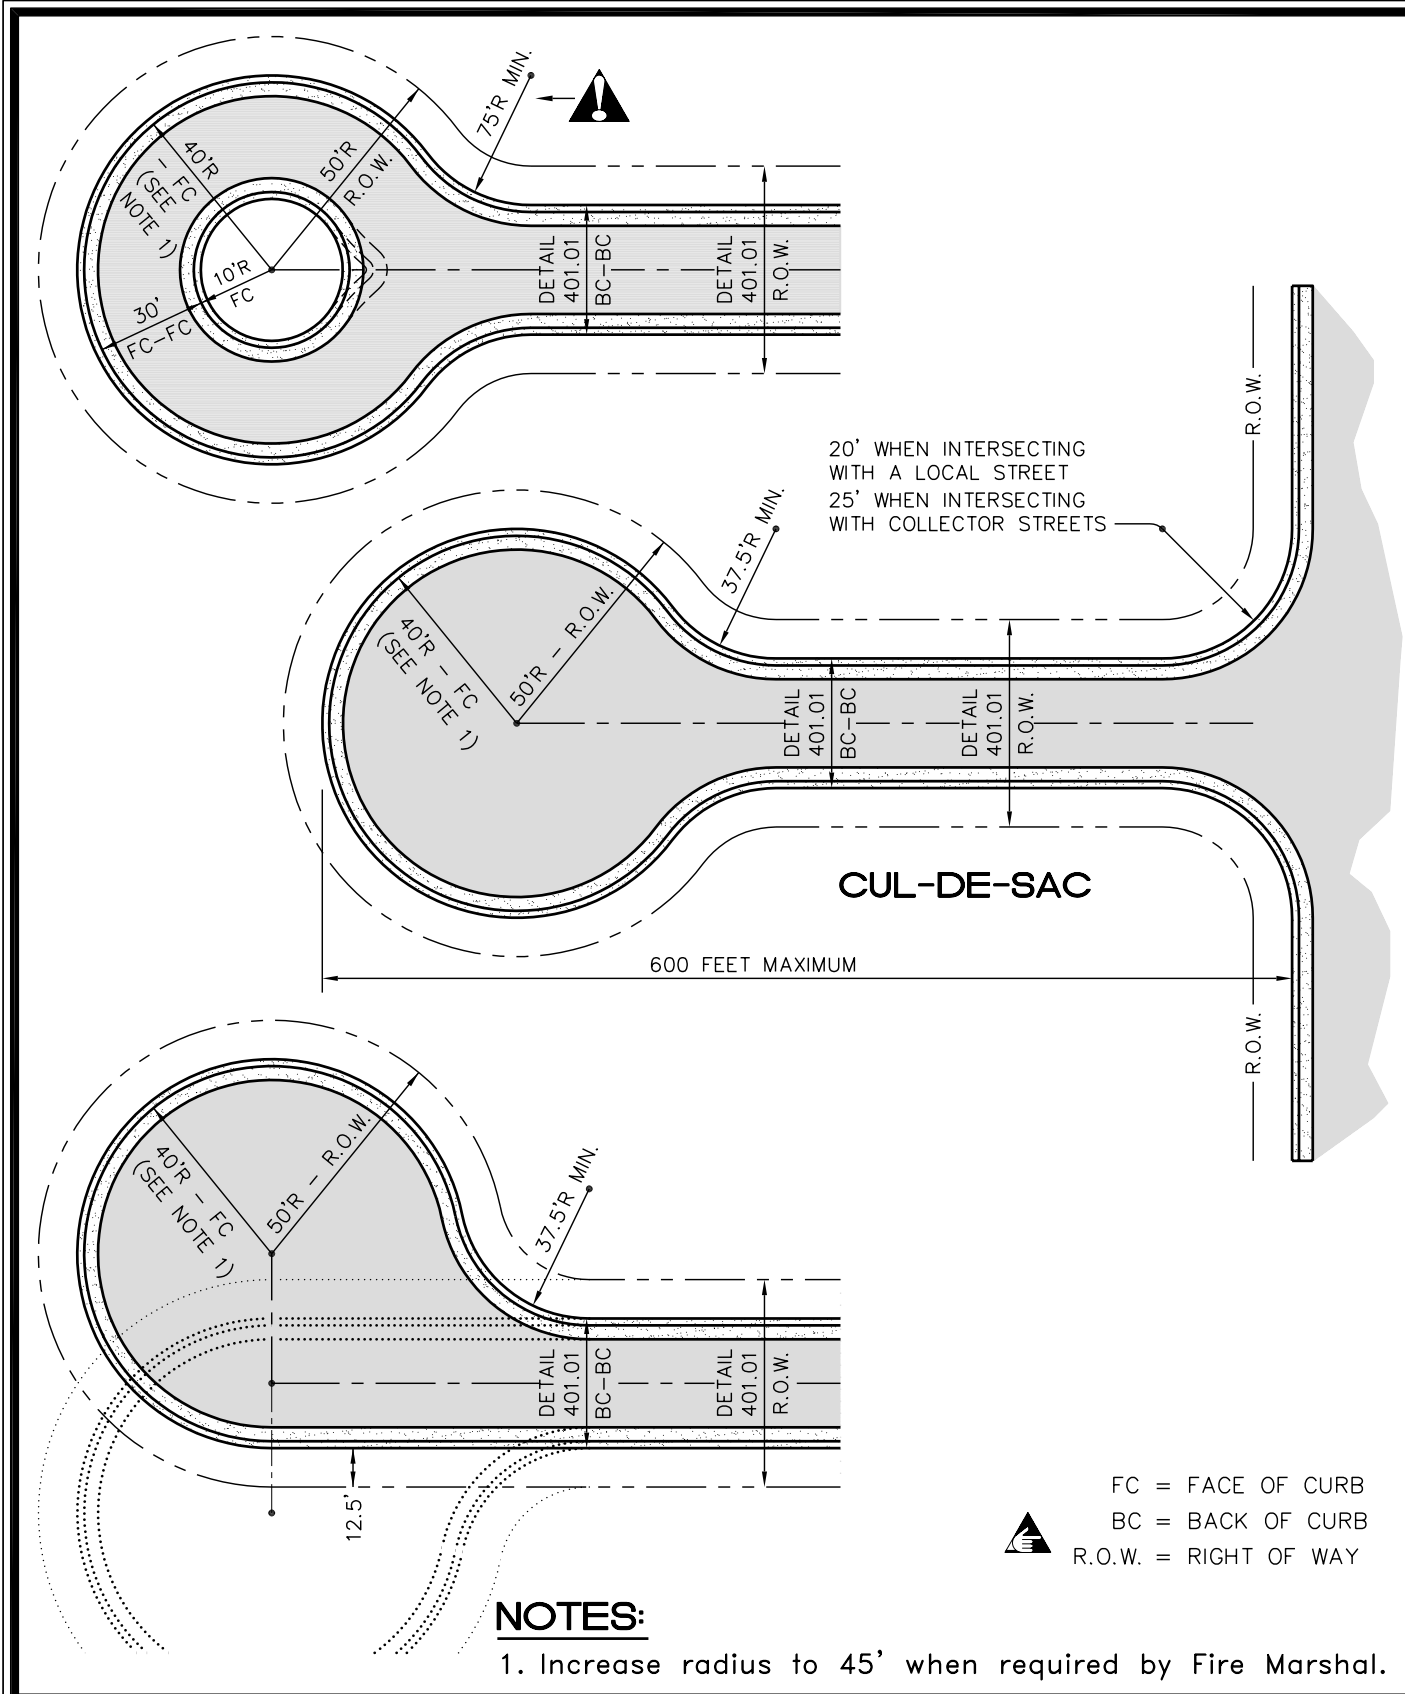 75'R MIN.
40'R
- FC
(SEE
NOTE 1)
50'R
R.O.W.
10'R
FC
30'
FC-FC
DETAIL
401.01
BC-BC
DETAIL
401.01
R.O.W.
R.O.W.
20' WHEN INTERSECTING
WITH A LOCAL STREET
25' WHEN INTERSECTING
WITH COLLECTOR STREETS
37.5'R MIN.
40'R - FC
(SEE NOTE 1)
50'R - R.O.W.
DETAIL
401.01
BC-BC
DETAIL
401.01
R.O.W.
CUL-DE-SAC
600 FEET MAXIMUM
R.O.W.
40'R - FC
(SEE NOTE 1)
50'R - R.O.W.
37.5'R MIN.
DETAIL
401.01
BC-BC
DETAIL
401.01
R.O.W.
12.5'
FC = FACE OF CURB
BC = BACK OF CURB
R.O.W. = RIGHT OF WAY
NOTES:
1. Increase radius to 45' when required by Fire Marshal.